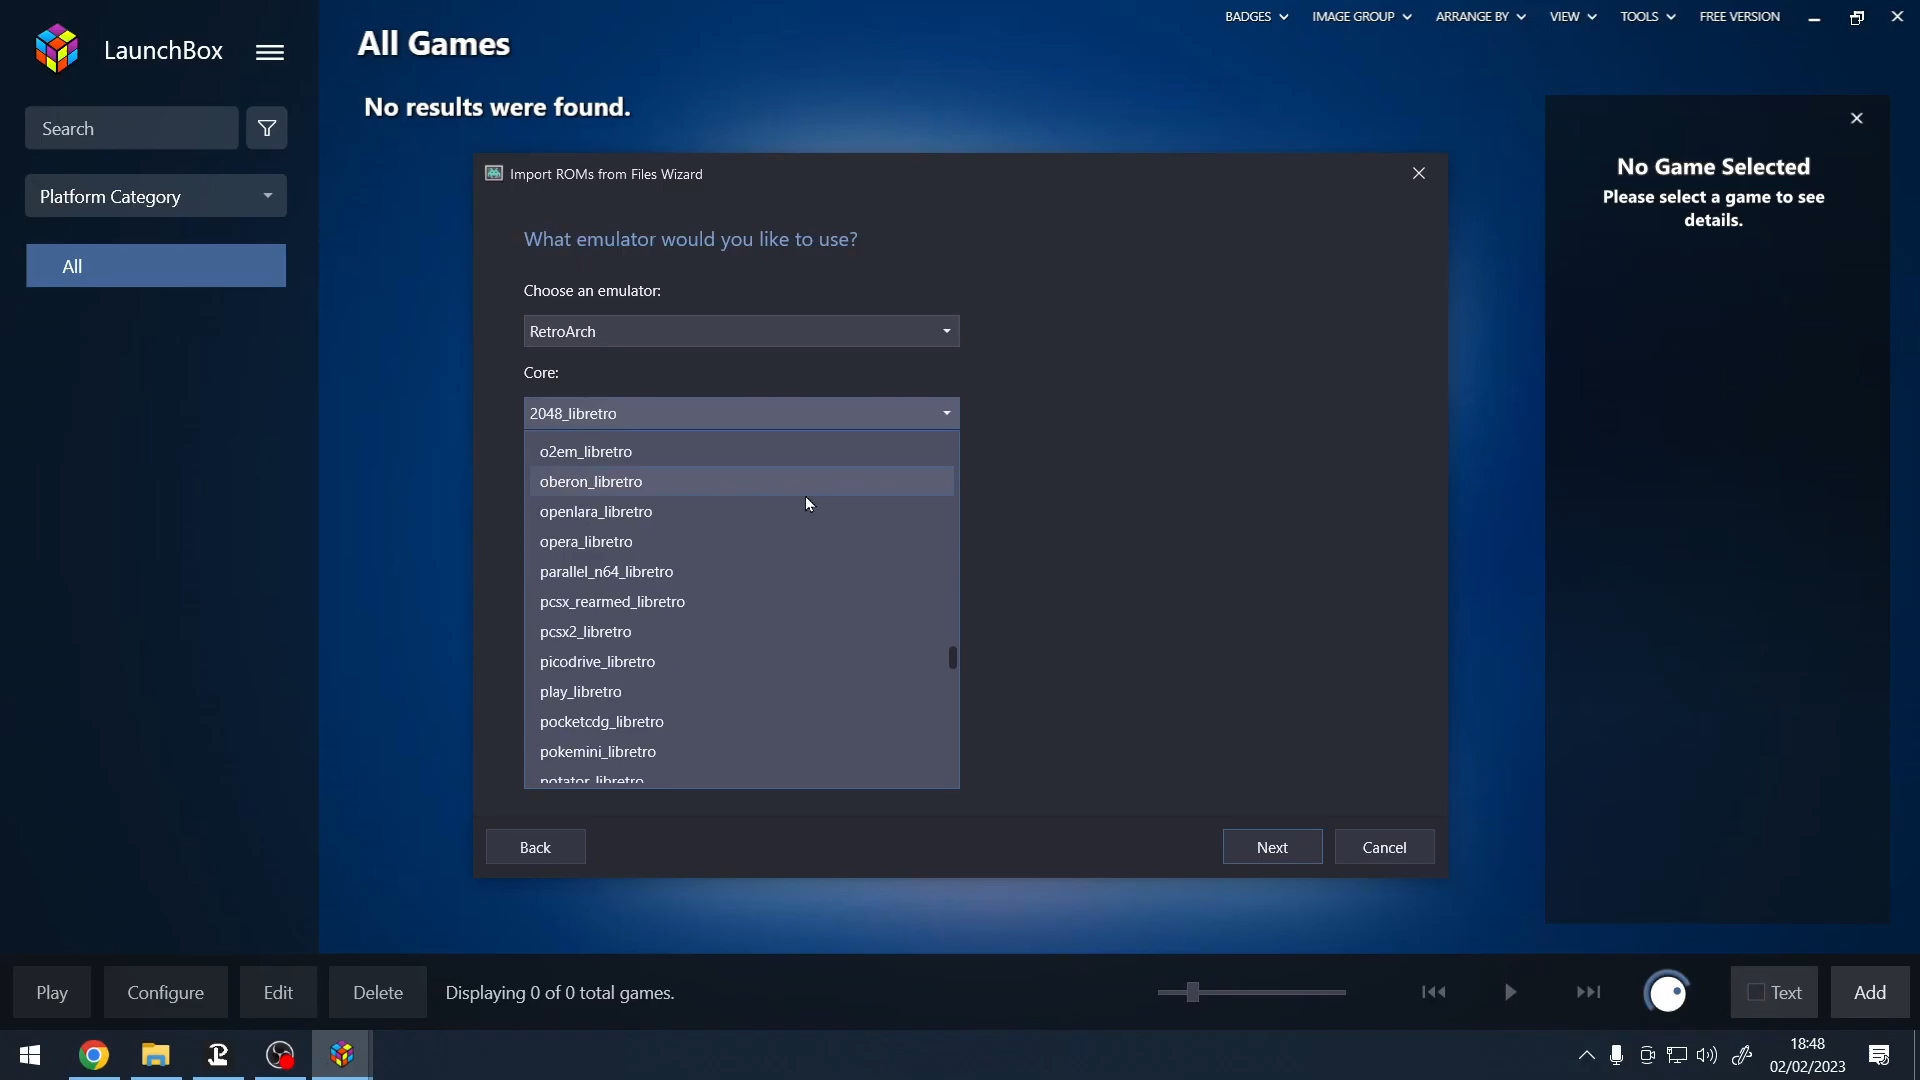 LaunchBox
BADGES
IMAGE GROUP
ARRANGE BY
VIEW
TOOLS
FREE VERSION
All Games
No results were found.
Search
Platform Category
All
Import ROMs from Files Wizard
What emulator would you like to use?
Choose an emulator:
RetroArch
Core:
2048_libretro
o2em_libretro
oberon_libretro
openlara_libretro
opera_libretro
parallel_n64_libretro
pcsx_rearmed_libretro
pcsx2_libretro
picodrive_libretro
play_libretro
pocketcdg_libretro
pokemini_libretro
potator_libretro
Back
Next
Cancel
No Game Selected
Please select a game to see
details.
Play
Configure
Edit
Delete
Displaying 0 of 0 total games.
Text
Add
18:48
02/02/2023